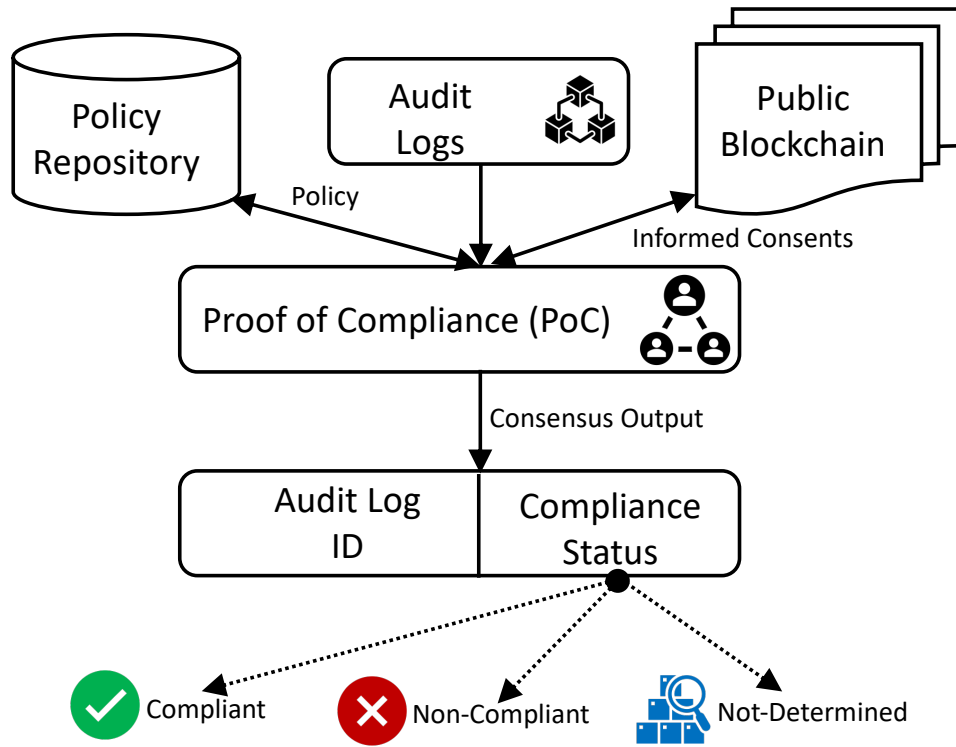 Policy
Repository
Audit
Logs
Public
Blockchain
Policy
Informed Consents
Proof of Compliance (PoC)
Consensus Output
Audit Log
ID
Compliance
Status
Compliant
Non-Compliant
Not-Determined